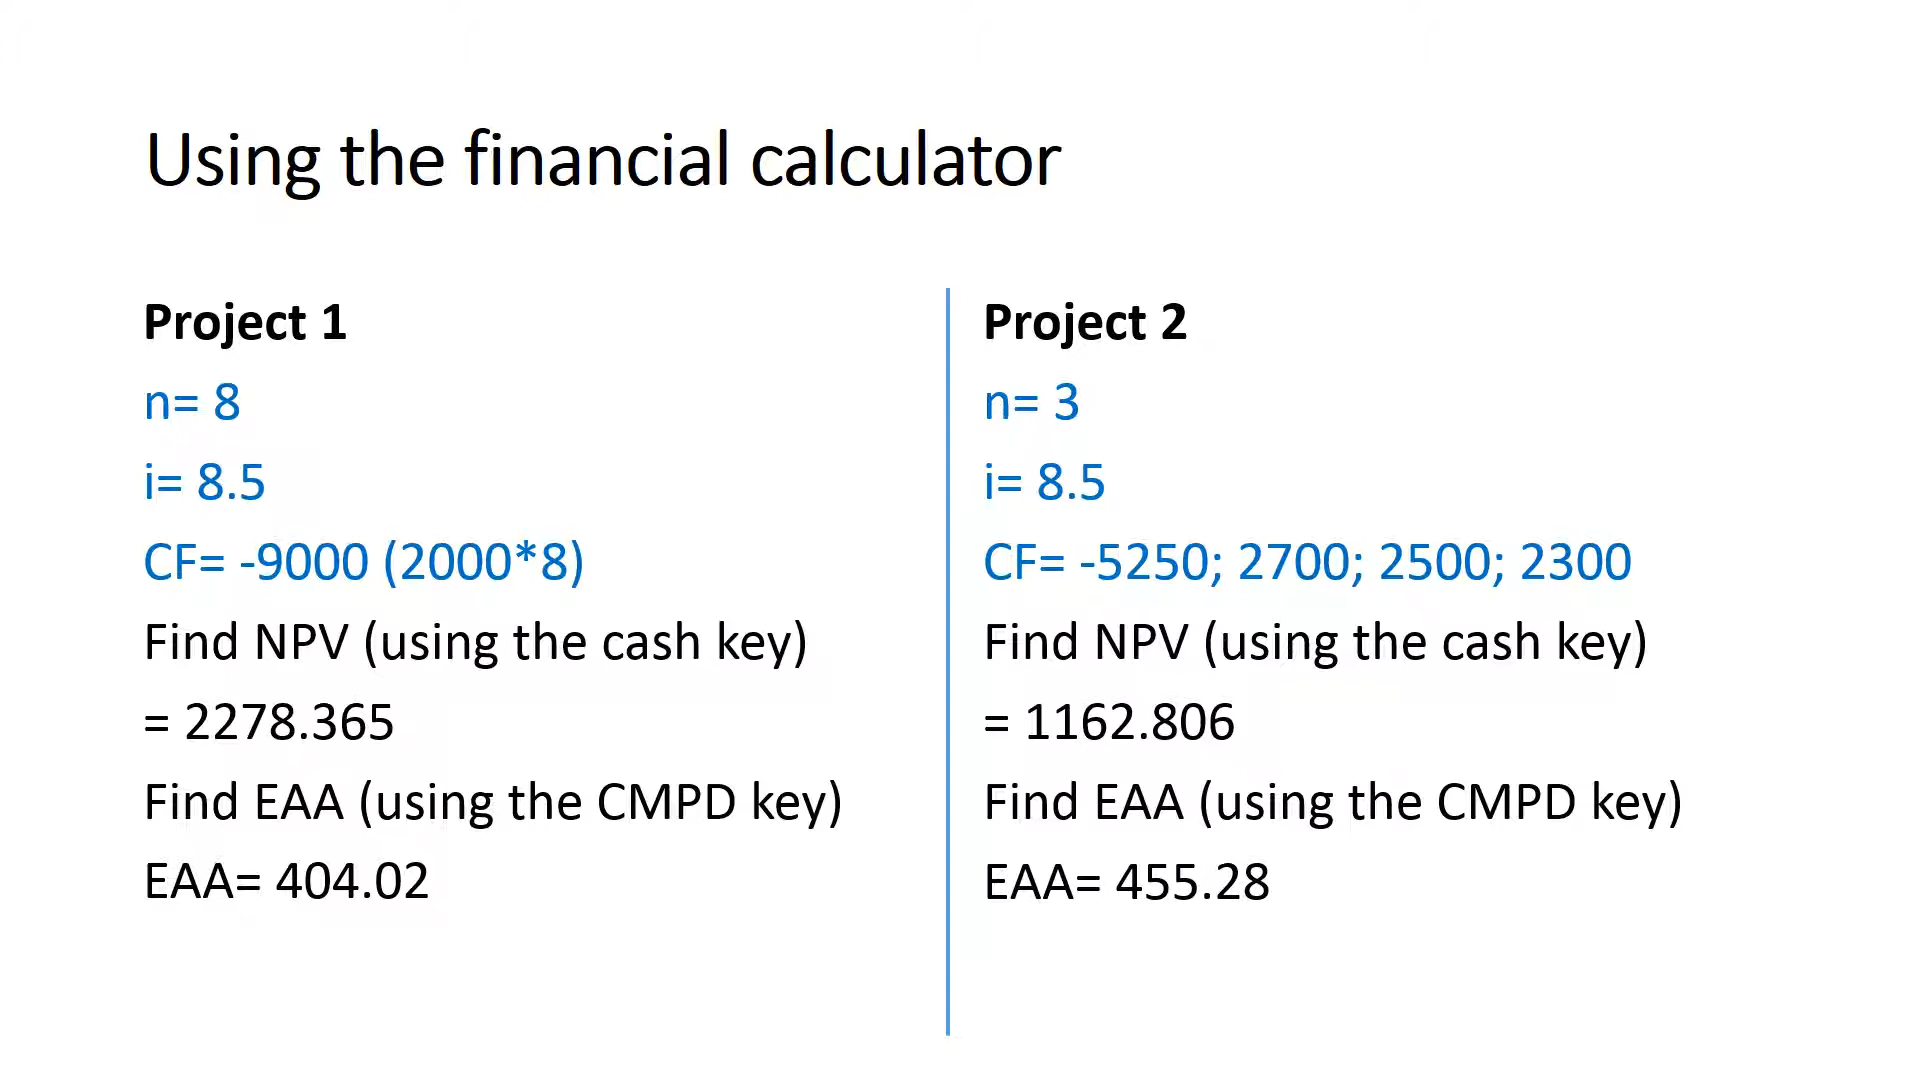 Using the financial calculator
Project 1
n= 8
i= 8.5
CF= -9000 (2000*8)
Find NPV (using the cash key)
= 2278.365
Find EAA (using the CMPD key)
EAA= 404.02
Project 2
n= 3
i= 8.5
CF= -5250; 2700; 2500; 2300
Find NPV (using the cash key)
= 1162.806
Find EAA (using the CMPD key)
EAA= 455.28